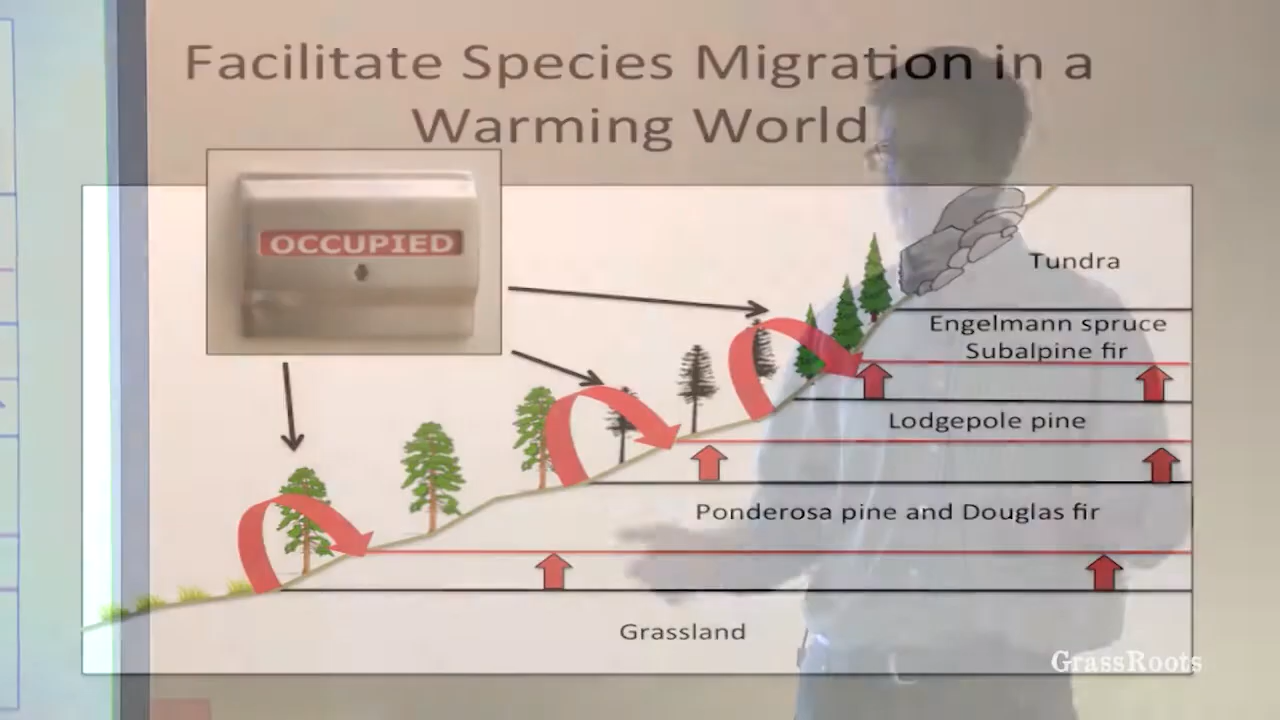 Facilitate Species Migration in a
Warming World
OCCUPIED
Tundra
Engelmann spruce
Subalpine fir
Lodgepole pine
Ponderosa pine and Douglas fir
Grassland
GrassRoots